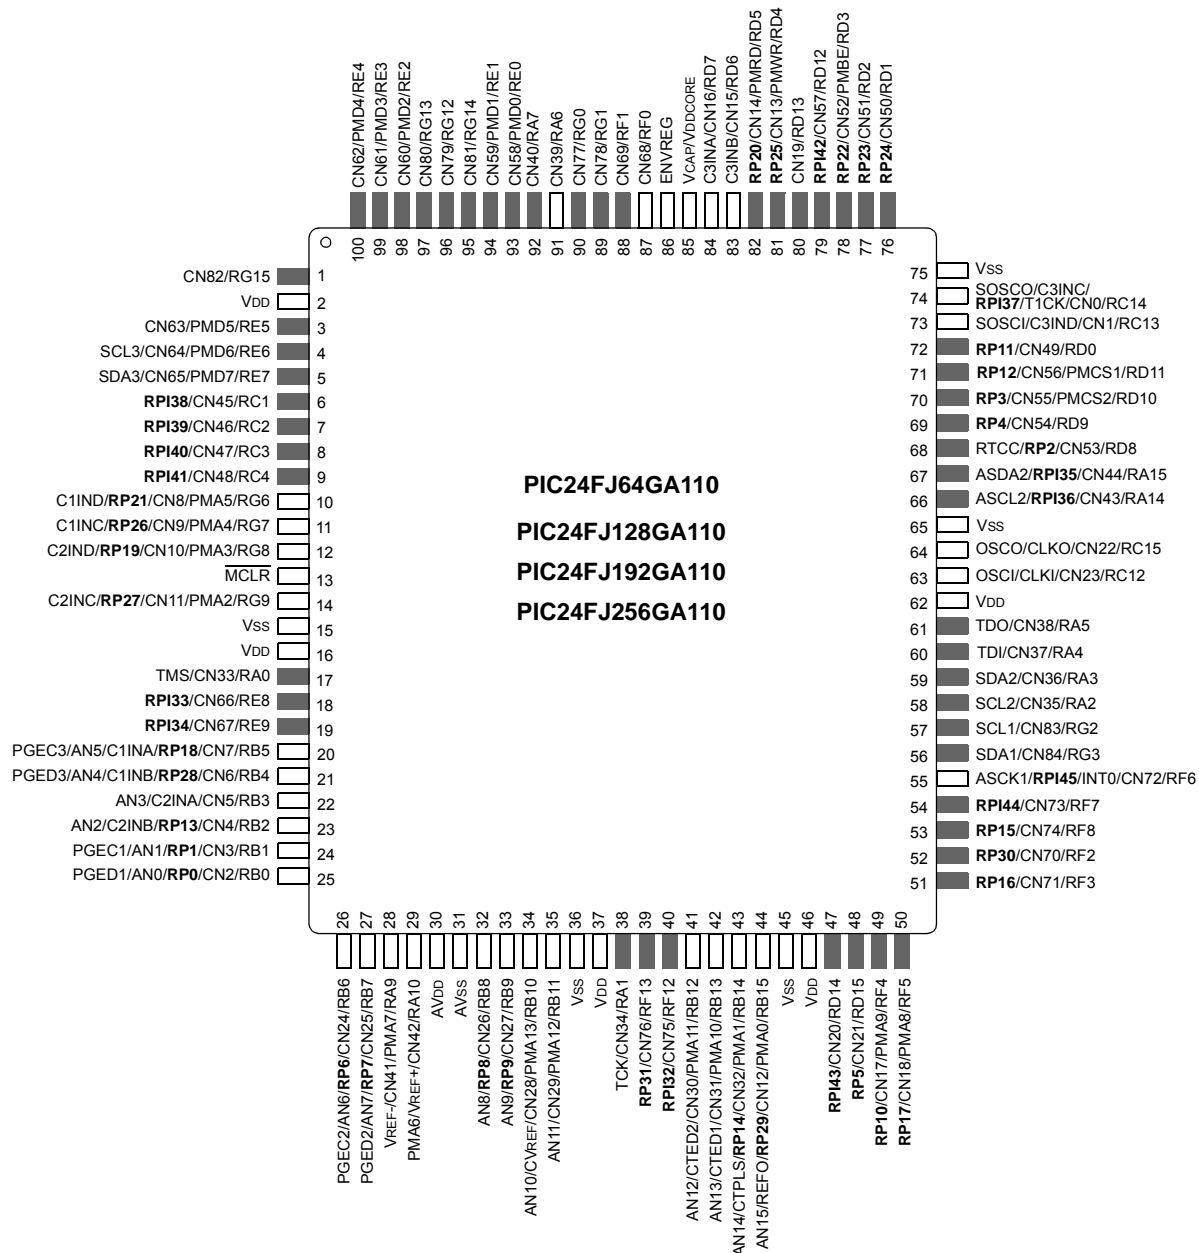 CN62/PMD4/RE4
CN61/PMD3/RE3
CN60/PMD2/RE2
CN80/RG13
CN79/RG12
CN81/RG14
CN59/PMD1/RE1
CN58/PMD0/RE0
CN40/RA7
CN39/RA6
CN77/RG0
CN78/RG1
CN69/RF1
CN68/RF0
ENVREG
VCAP/VDDCORE
C3INA/CN16/RD7
C3INB/CN15/RD6
RP20/CN14/PMRD/RD5
RP25/CN13/PMWR/RD4
CN19/RD13
RPI42/CN57/RD12
RP22/CN52/PMBE/RD3
RP23/CN51/RD2
RP24/CN50/RD1
100 99 98 97 96 95 94 93 92 91 90 89 88 87 86 85 84 83 82 81 80 79 78 77 76
CN82/RG15 1
VDD 2
CN63/PMD5/RE5 3
SCL3/CN64/PMD6/RE6 4
SDA3/CN65/PMD7/RE7 5
RPI38/CN45/RC1 6
RPI39/CN46/RC2 7
RPI40/CN47/RC3 8
RPI41/CN48/RC4 9
C1IND/RP21/CN8/PMA5/RG6 10
C1INC/RP26/CN9/PMA4/RG7 11
C2IND/RP19/CN10/PMA3/RG8 12
MCLR 13
C2INC/RP27/CN11/PMA2/RG9 14
VSS 15
VDD 16
TMS/CN33/RA0 17
RPI33/CN66/RE8 18
RPI34/CN67/RE9 19
PGEC3/AN5/C1INA/RP18/CN7/RB5 20
PGED3/AN4/C1INB/RP28/CN6/RB4 21
AN3/C2INA/CN5/RB3 22
AN2/C2INB/RP13/CN4/RB2 23
PGEC1/AN1/RP1/CN3/RB1 24
PGED1/AN0/RP0/CN2/RB0 25
PIC24FJ64GA110
PIC24FJ128GA110
PIC24FJ192GA110
PIC24FJ256GA110
75 VSS
74 SOSCO/C3INC/
RPI37/T1CK/CN0/RC14
73 SOSCI/C3IND/CN1/RC13
72 RP11/CN49/RD0
71 RP12/CN56/PMCS1/RD11
70 RP3/CN55/PMCS2/RD10
69 RP4/CN54/RD9
68 RTCC/RP2/CN53/RD8
67 ASDA2/RPI35/CN44/RA15
66 ASCL2/RPI36/CN43/RA14
65 VSS
64 OSCO/CLKO/CN22/RC15
63 OSCI/CLKI/CN23/RC12
62 VDD
61 TDO/CN38/RA5
60 TDI/CN37/RA4
59 SDA2/CN36/RA3
58 SCL2/CN35/RA2
57 SCL1/CN83/RG2
56 SDA1/CN84/RG3
55 ASCK1/RPI45/INT0/CN72/RF6
54 RPI44/CN73/RF7
53 RP15/CN74/RF8
52 RP30/CN70/RF2
51 RP16/CN71/RF3
26 27 28 29 30 31 32 33 34 35 36 37 38 39 40 41 42 43 44 45 46 47 48 49 50
PGEC2/AN6/RP6/CN24/RB6
PGED2/AN7/RP7/CN25/RB7
VREF-/CN41/PMA7/RA9
PMA6/VREF+/CN42/RA10
AVDD
AVSS
AN8/RP8/CN26/RB8
AN9/RP9/CN27/RB9
AN10/CVREF/CN28/PMA13/RB10
AN11/CN29/PMA12/RB11
VSS
VDD
TCK/CN34/RA1
RP31/CN76/RF13
RPI32/CN75/RF12
AN12/CTED2/CN30/PMA11/RB12
AN13/CTED1/CN31/PMA10/RB13
AN14/CTPLS/RP14/CN32/PMA1/RB14
AN15/REFO/RP29/CN12/PMA0/RB15
VSS
VDD
RPI43/CN20/RD14
RP5/CN21/RD15
RP10/CN17/PMA9/RF4
RP17/CN18/PMA8/RF5